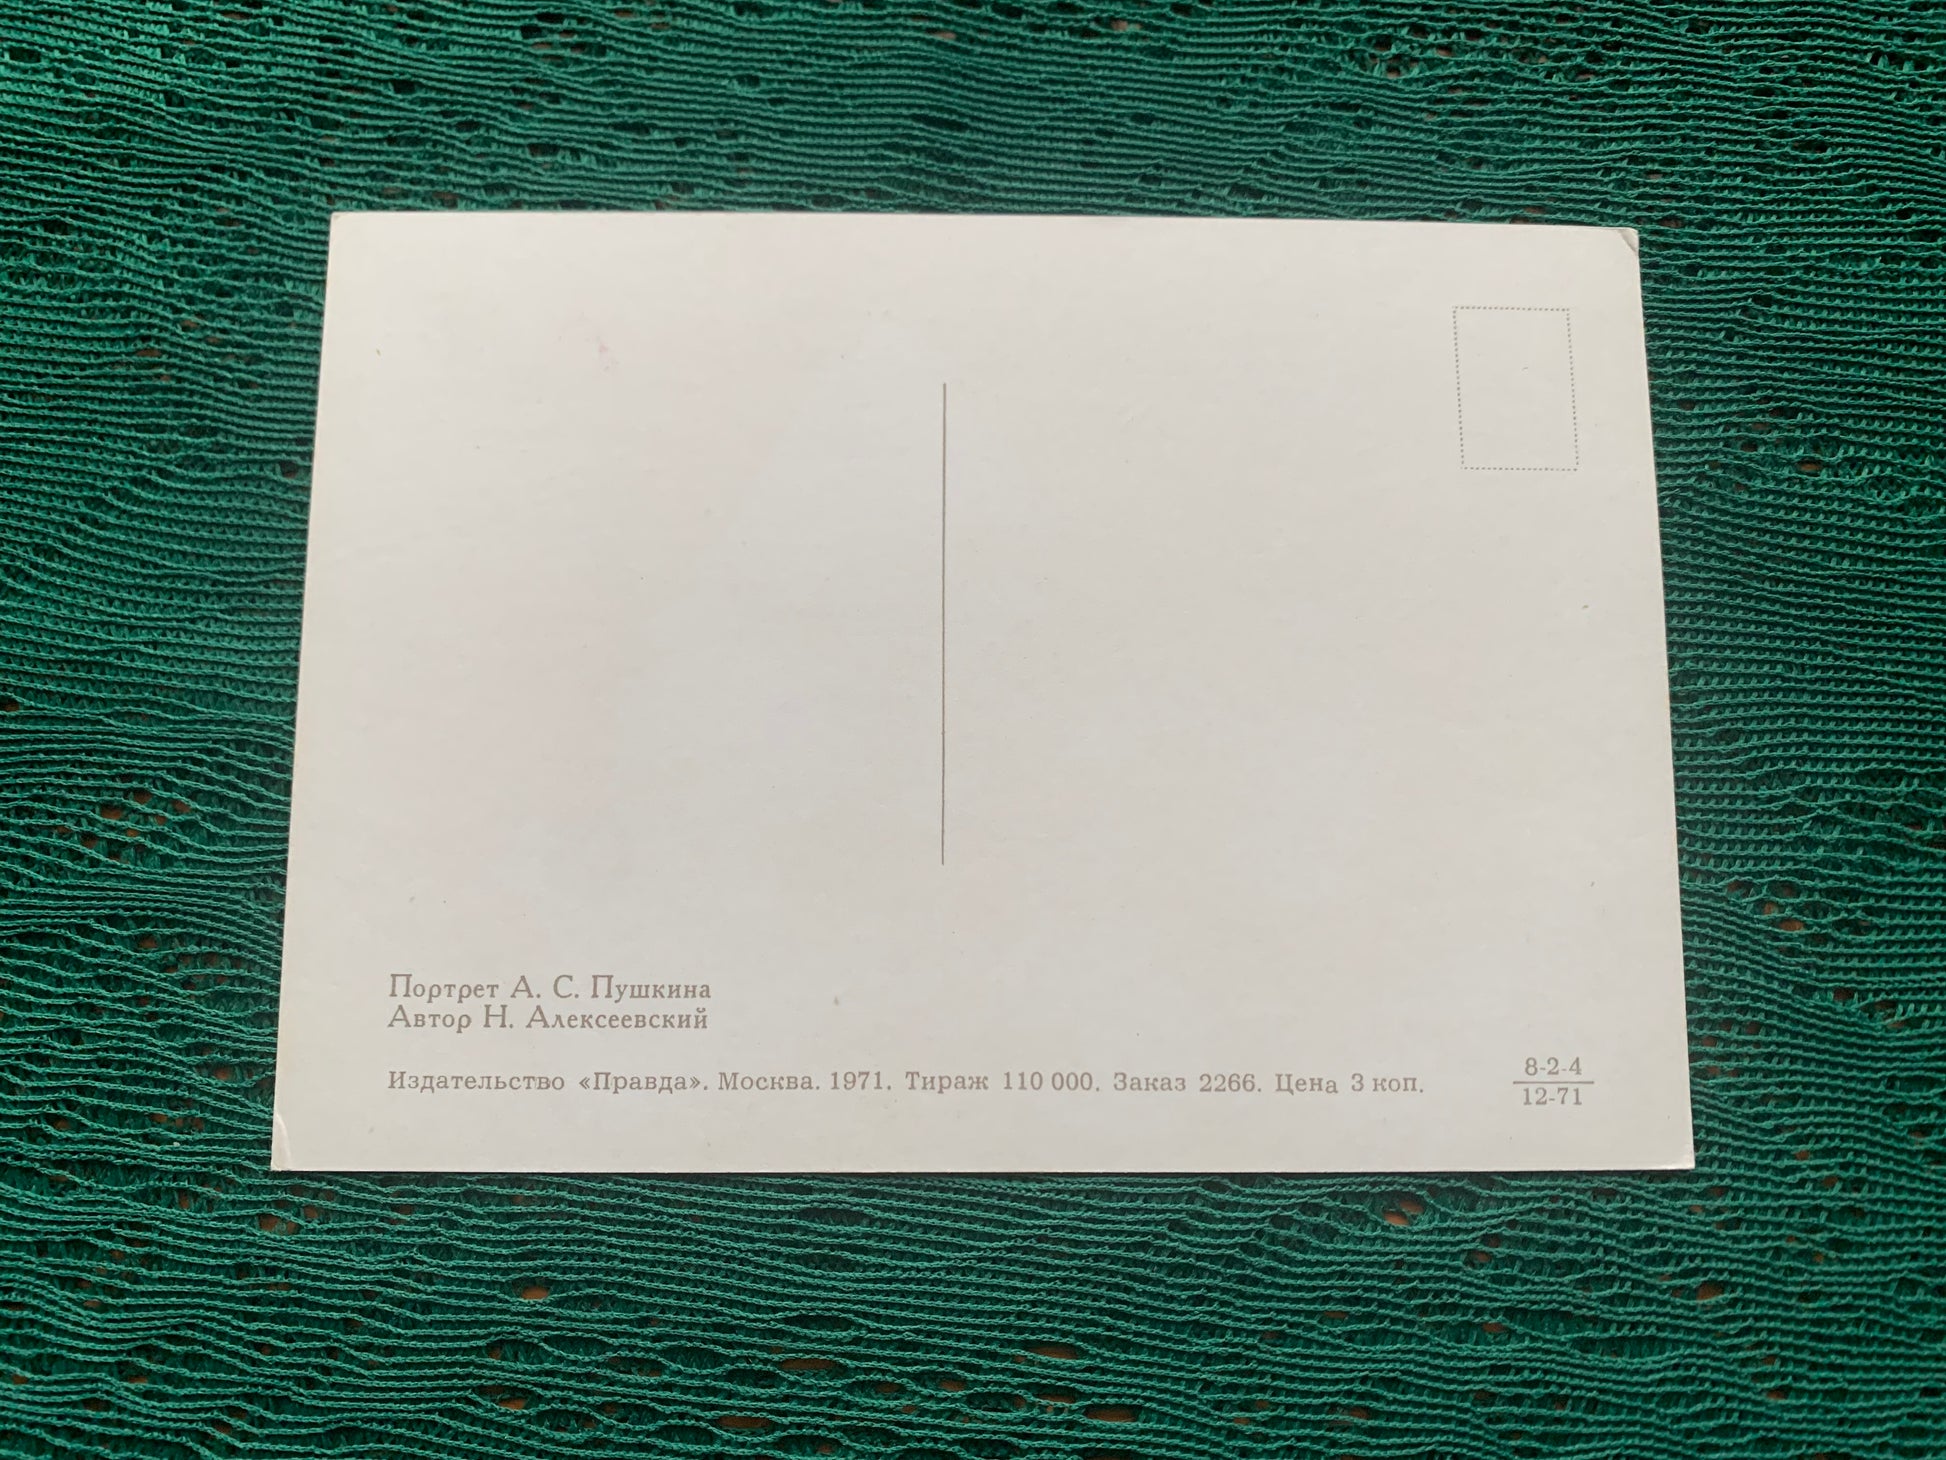 Портрет А. С. Пушкина
Автор Н. Алексеевский
Издательство «Правда». Москва. 1971. Тираж 110 000. Заказ 2266. Цена 3 коп.
8-2-4
12-71